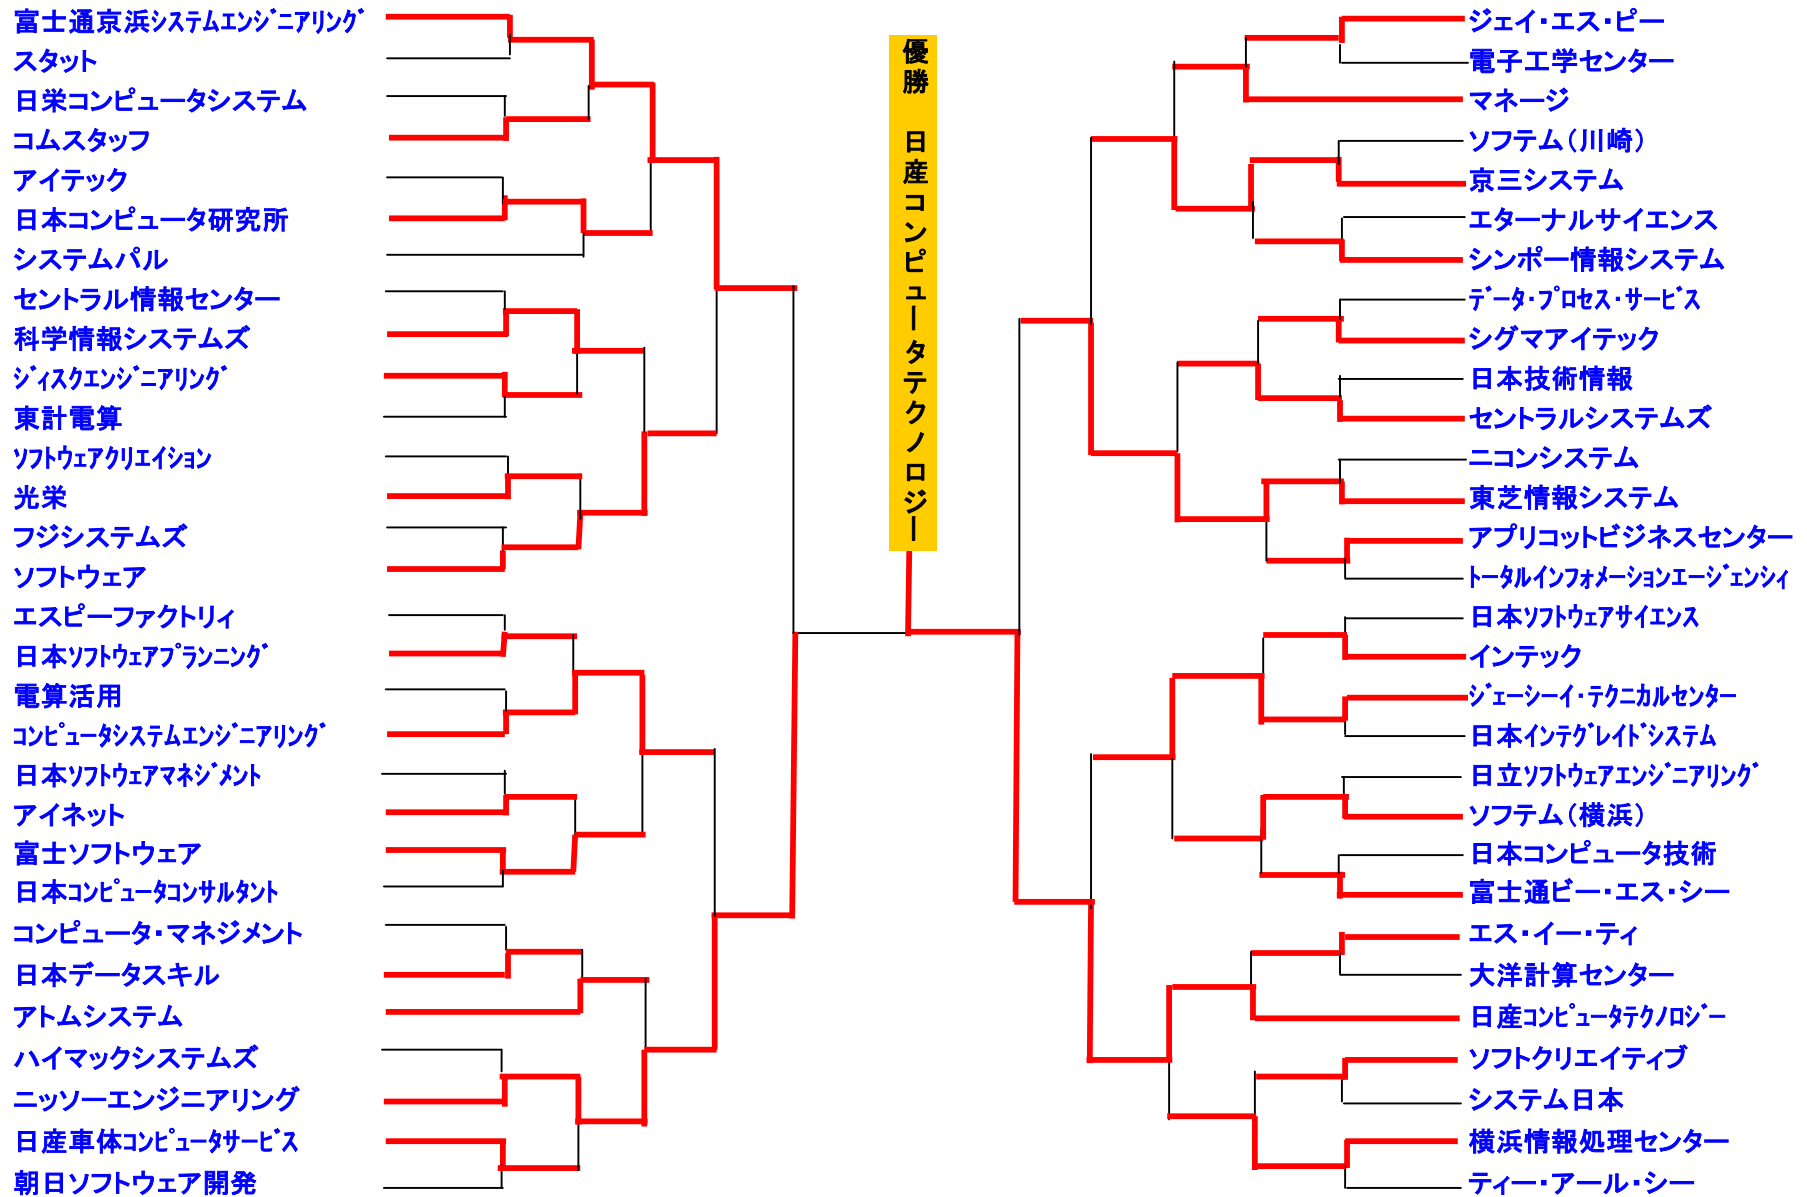 富士通京浜システムエンジニアリング
スタット
日栄コンピュータシステム
コムスタッフ
アイテック
日本コンピュータ研究所
システムパル
セントラル情報センター
科学情報システムズ
ジィスクエンジニアリング
東計電算
ソフトウェアクリエイション
光栄
フジシステムズ
ソフトウェア
エスピーファクトリィ
日本ソフトウェアプランニング
電算活用
コンピュータシステムエンジニアリング
日本ソフトウェアマネジメント
アイネット
富士ソフトウェア
日本コンピュータコンサルタント
コンピュータ・マネジメント
日本データスキル
アトムシステム
ハイマックシステムズ
ニッソーエンジニアリング
日産車体コンピュータサービス
朝日ソフトウェア開発
優勝　日産コンピュータテクノロジー
ジェイ・エス・ピー
電子工学センター
マネージ
ソフテム(川崎)
京三システム
エターナルサイエンス
シンポー情報システム
データ・プロセス・サービス
シグマアイテック
日本技術情報
セントラルシステムズ
ニコンシステム
東芝情報システム
アプリコットビジネスセンター
トータルインフォメーションエージェンシィ
日本ソフトウェアサイエンス
インテック
ジェーシーイ・テクニカルセンター
日本インテグレイドシステム
日立ソフトウェアエンジニアリング
ソフテム(横浜)
日本コンピュータ技術
富士通ビー・エス・シー
エス・イー・ティ
大洋計算センター
日産コンピュータテクノロジー
ソフトクリエイティブ
システム日本
横浜情報処理センター
ティー・アール・シー